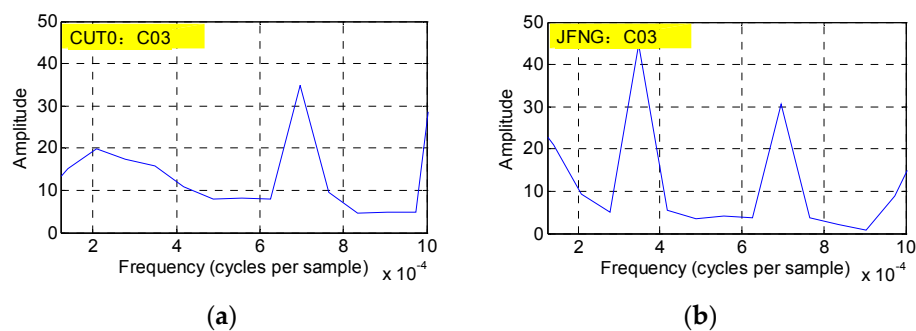 CUT0：C03
50
40
30
20
10
0
Amplitude
2 4 6 8 10
Frequency (cycles per sample) x 10⁻⁴
(a)
JFNG：C03
50
40
30
20
10
0
Amplitude
2 4 6 8 10
Frequency (cycles per sample) x 10⁻⁴
(b)